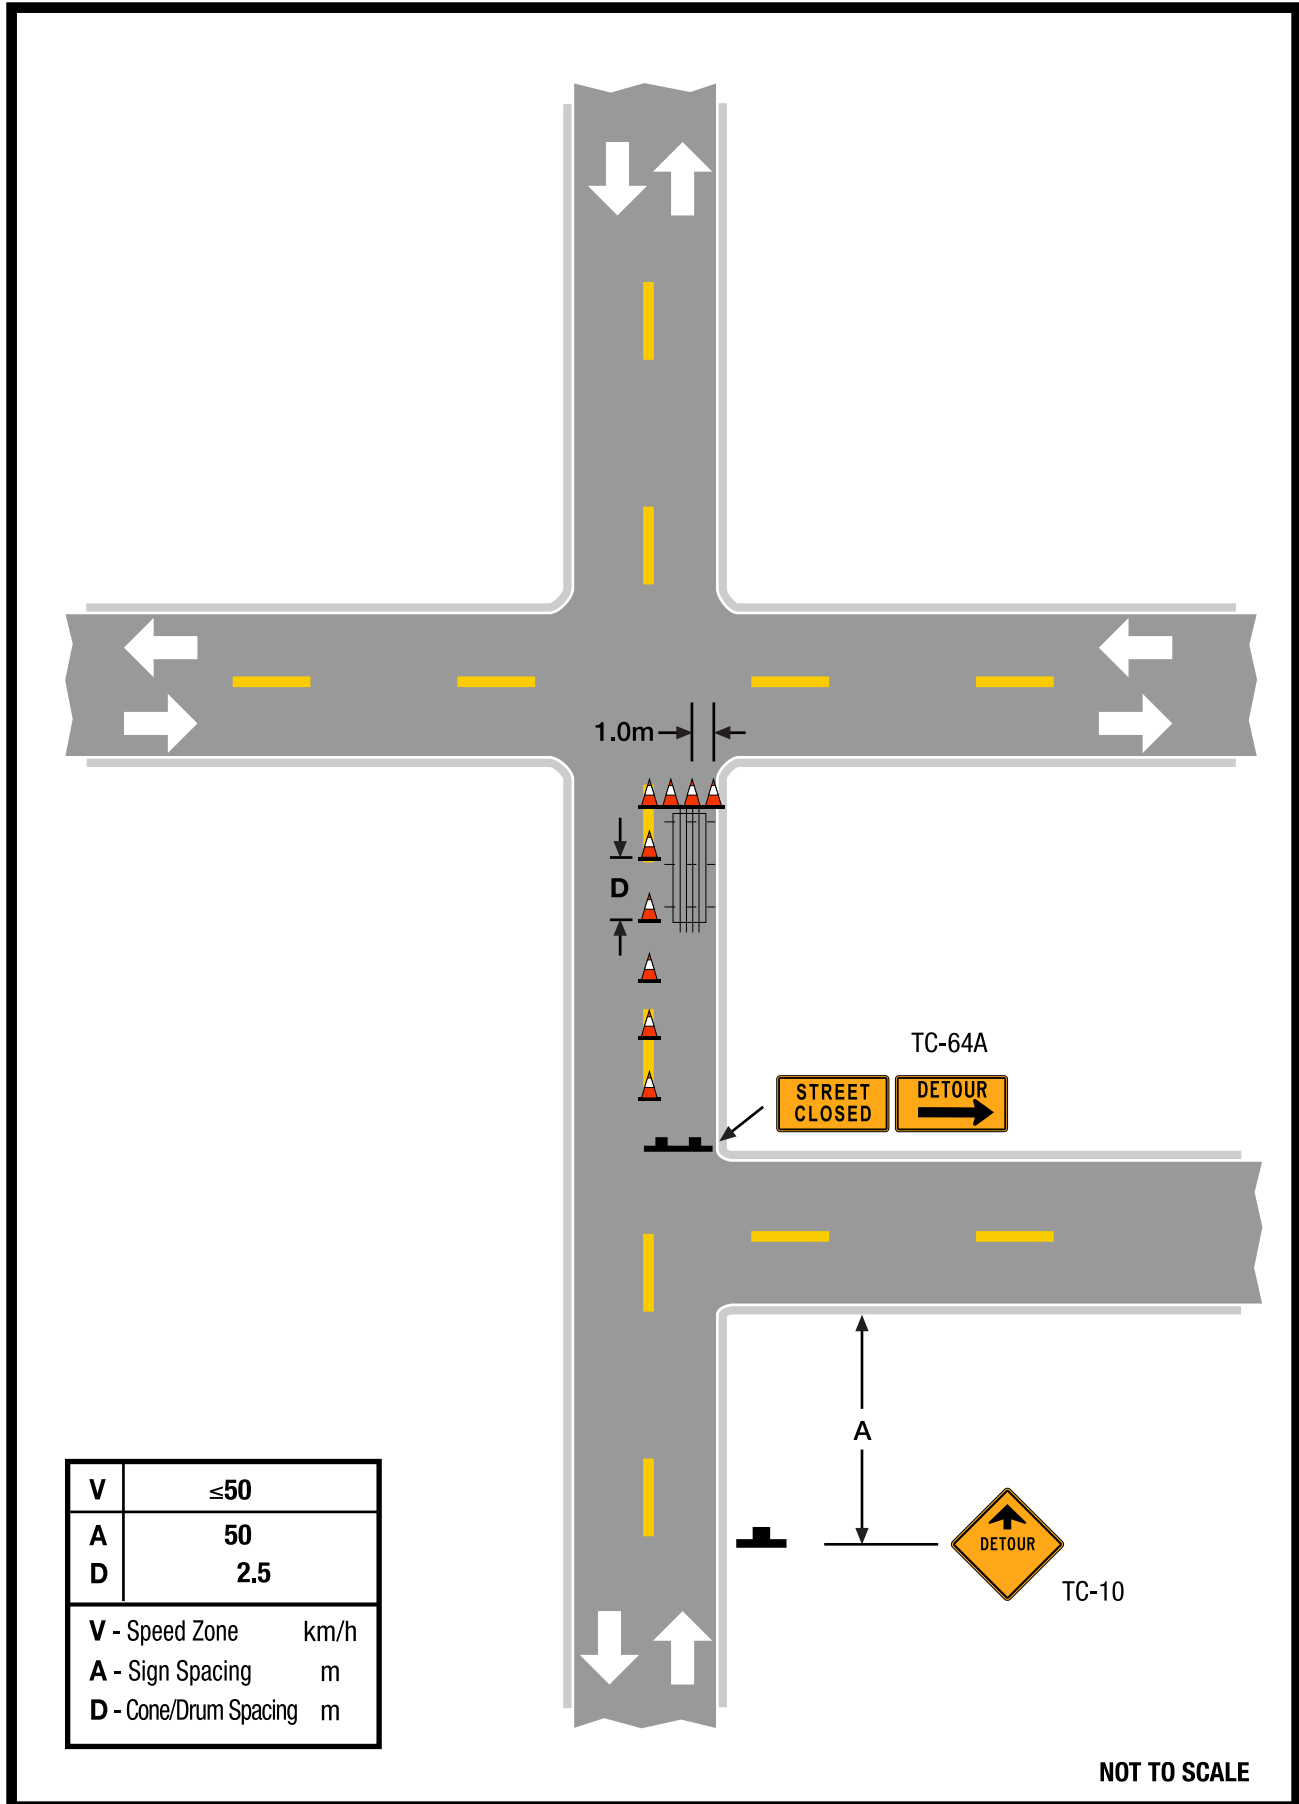 1.0m
D
TC-64A
STREET
CLOSED
DETOUR
A
DETOUR
TC-10
V ≤50
A 50
D 2.5
V - Speed Zone km/h
A - Sign Spacing m
D - Cone/Drum Spacing m
NOT TO SCALE